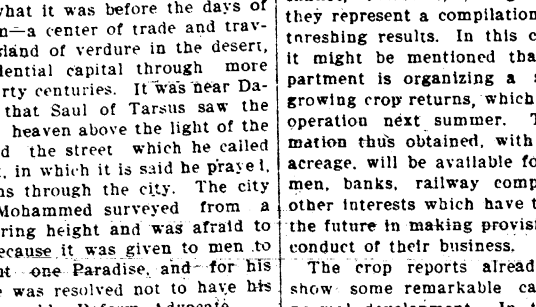 what it was before the days of
—a center of trade and trav-
island of verdure in the desert,
dential capital through more
rty centuries. It was near Da-
that Saul of Tarsus saw the
heaven above the light of the
d the street which he called
, in which it is said he prayed,
ns through the city. The city
Mohammed surveyed from a
ring height and was afraid to
because it was given to men to
ut one Paradise, and for his
e was resolved not to have his
Reform Advocate.
they represent a compilation
threshing results. In this c
it might be mentioned tha
partment is organizing a s
growing crop returns, which
operation next summer. T
mation thus obtained, with
acreage, will be available fo
men, banks, railway comp
other interests which have t
the future in making provis
conduct of their business.
The crop reports alread
show some remarkable ca
development. In t